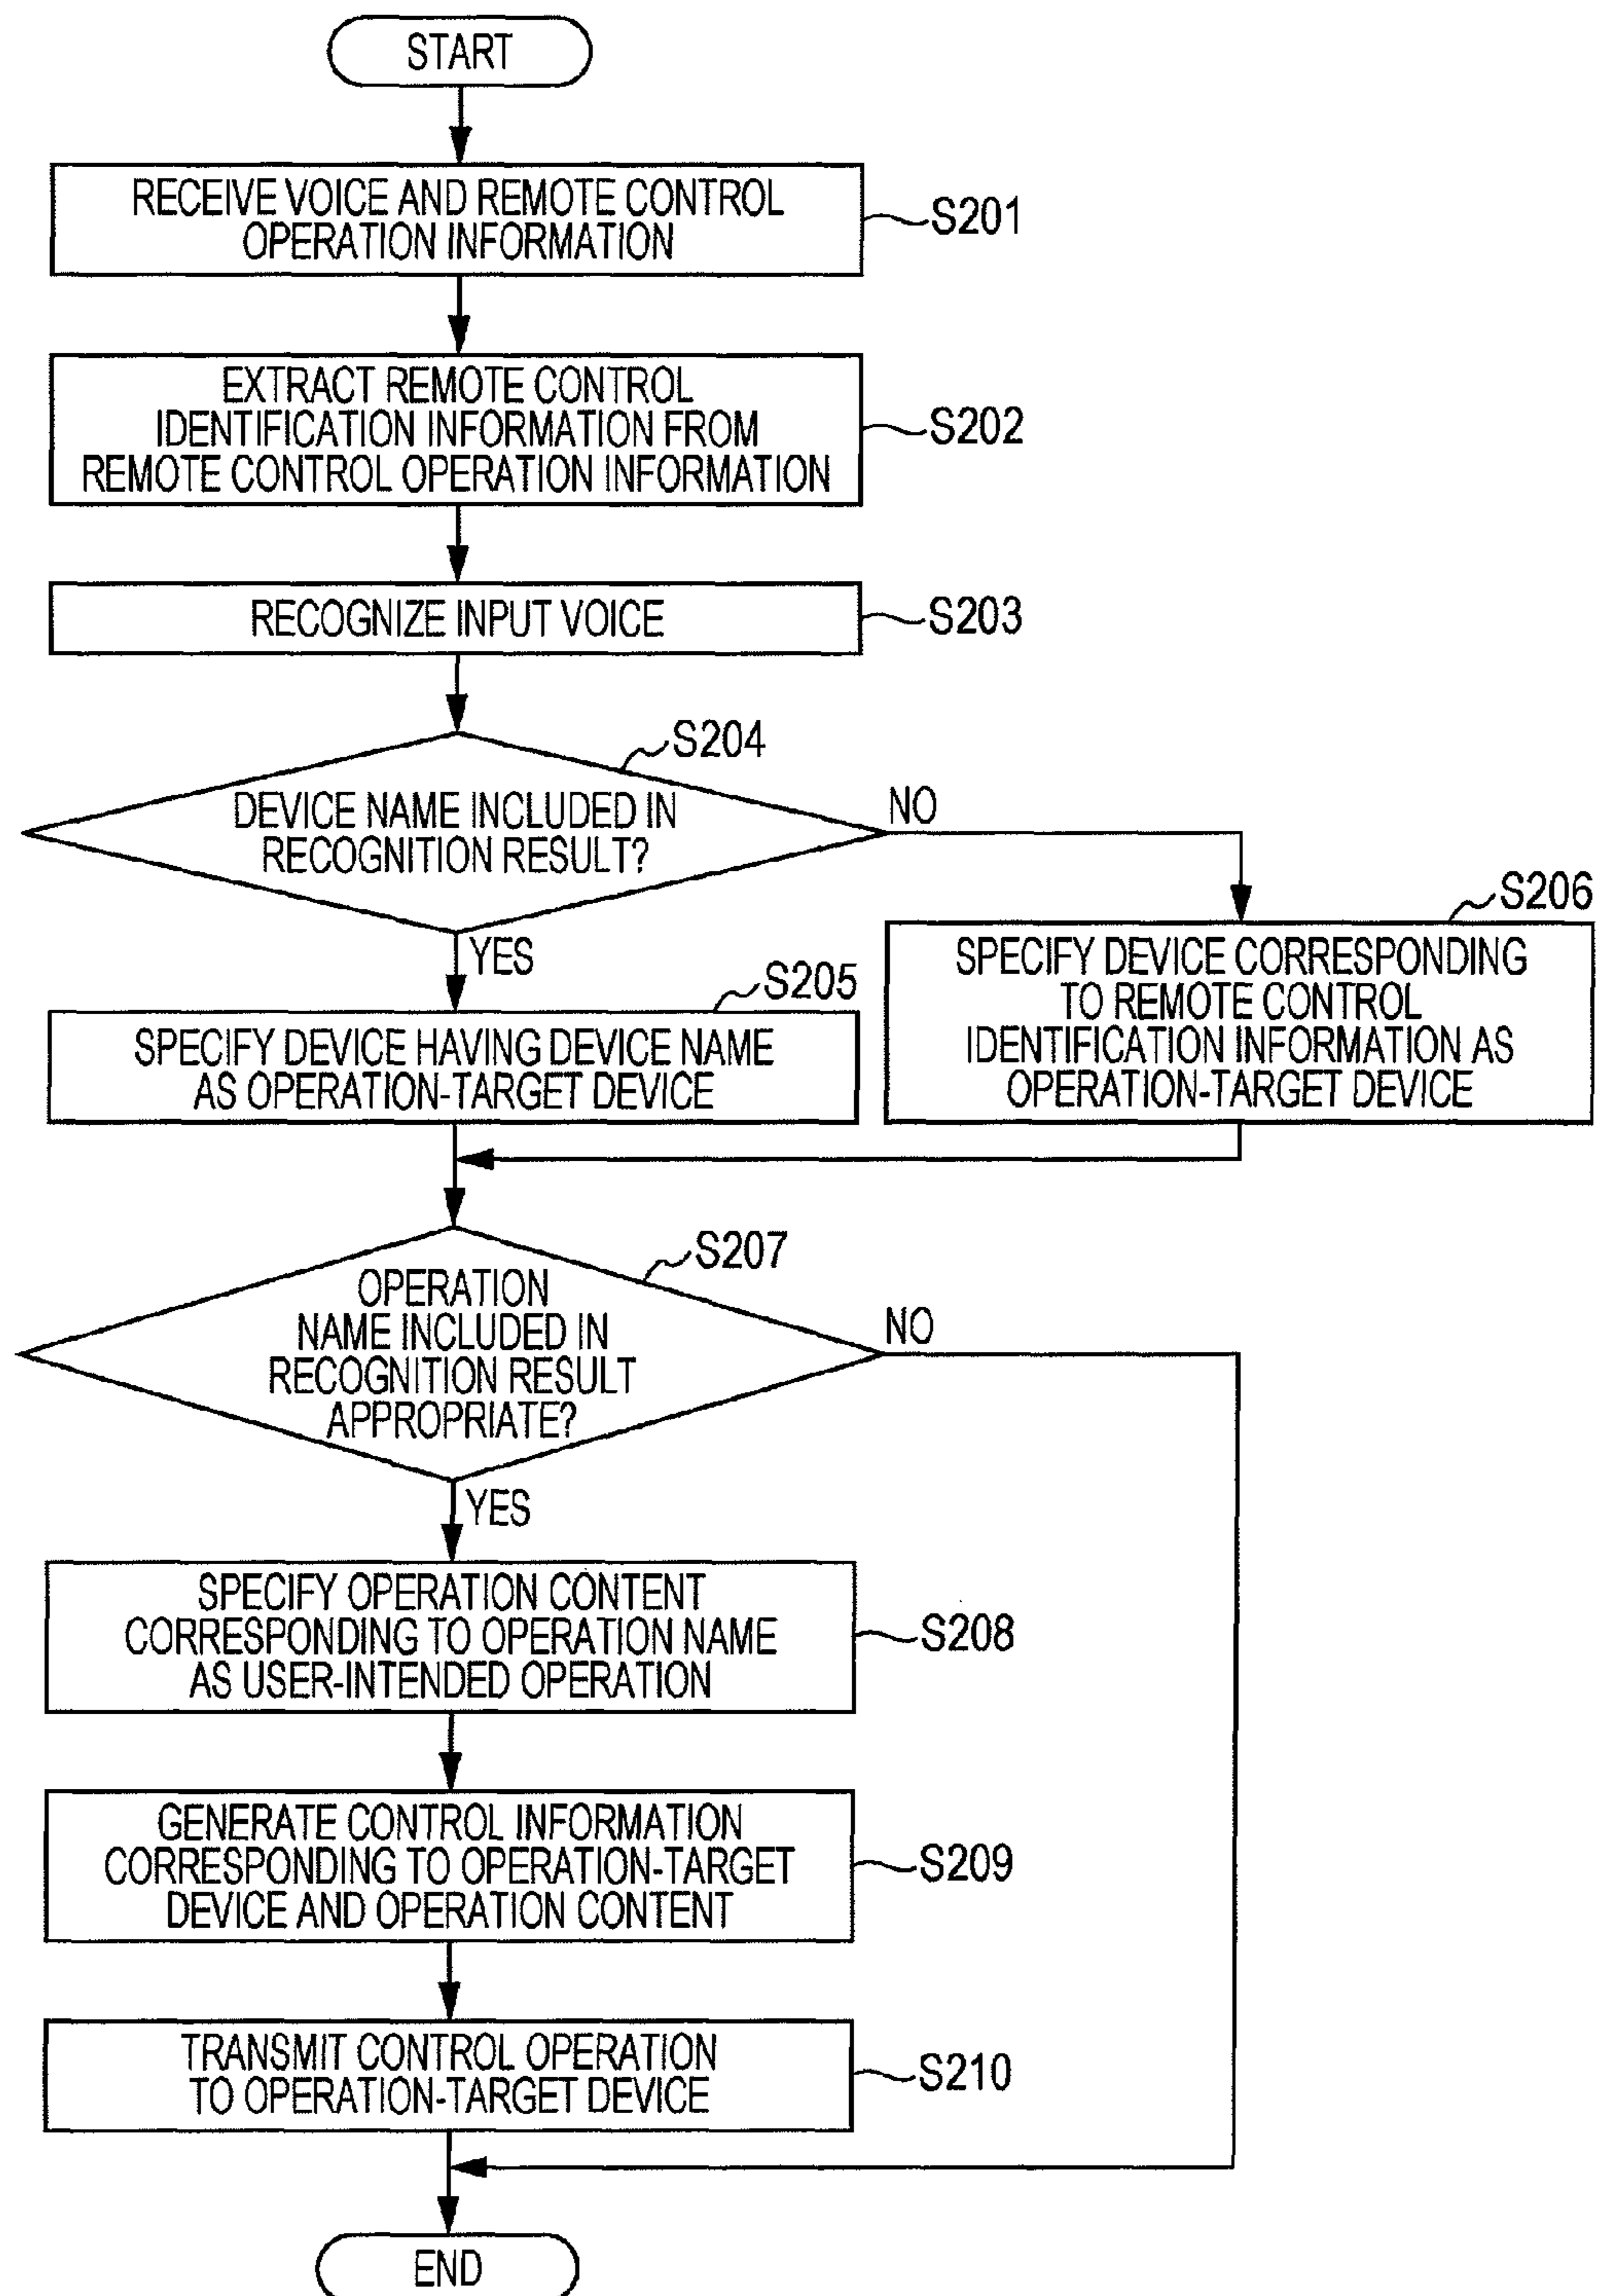 START
RECEIVE VOICE AND REMOTE CONTROL
OPERATION INFORMATION
S201
EXTRACT REMOTE CONTROL
IDENTIFICATION INFORMATION FROM
REMOTE CONTROL OPERATION INFORMATION
S202
RECOGNIZE INPUT VOICE
S203
S204
DEVICE NAME INCLUDED IN
RECOGNITION RESULT?
NO
YES
S205
SPECIFY DEVICE HAVING DEVICE NAME
AS OPERATION-TARGET DEVICE
S206
SPECIFY DEVICE CORRESPONDING
TO REMOTE CONTROL
IDENTIFICATION INFORMATION AS
OPERATION-TARGET DEVICE
S207
OPERATION
NAME INCLUDED IN
RECOGNITION RESULT
APPROPRIATE?
NO
YES
SPECIFY OPERATION CONTENT
CORRESPONDING TO OPERATION NAME
AS USER-INTENDED OPERATION
S208
GENERATE CONTROL INFORMATION
CORRESPONDING TO OPERATION-TARGET
DEVICE AND OPERATION CONTENT
S209
TRANSMIT CONTROL OPERATION
TO OPERATION-TARGET DEVICE
S210
END